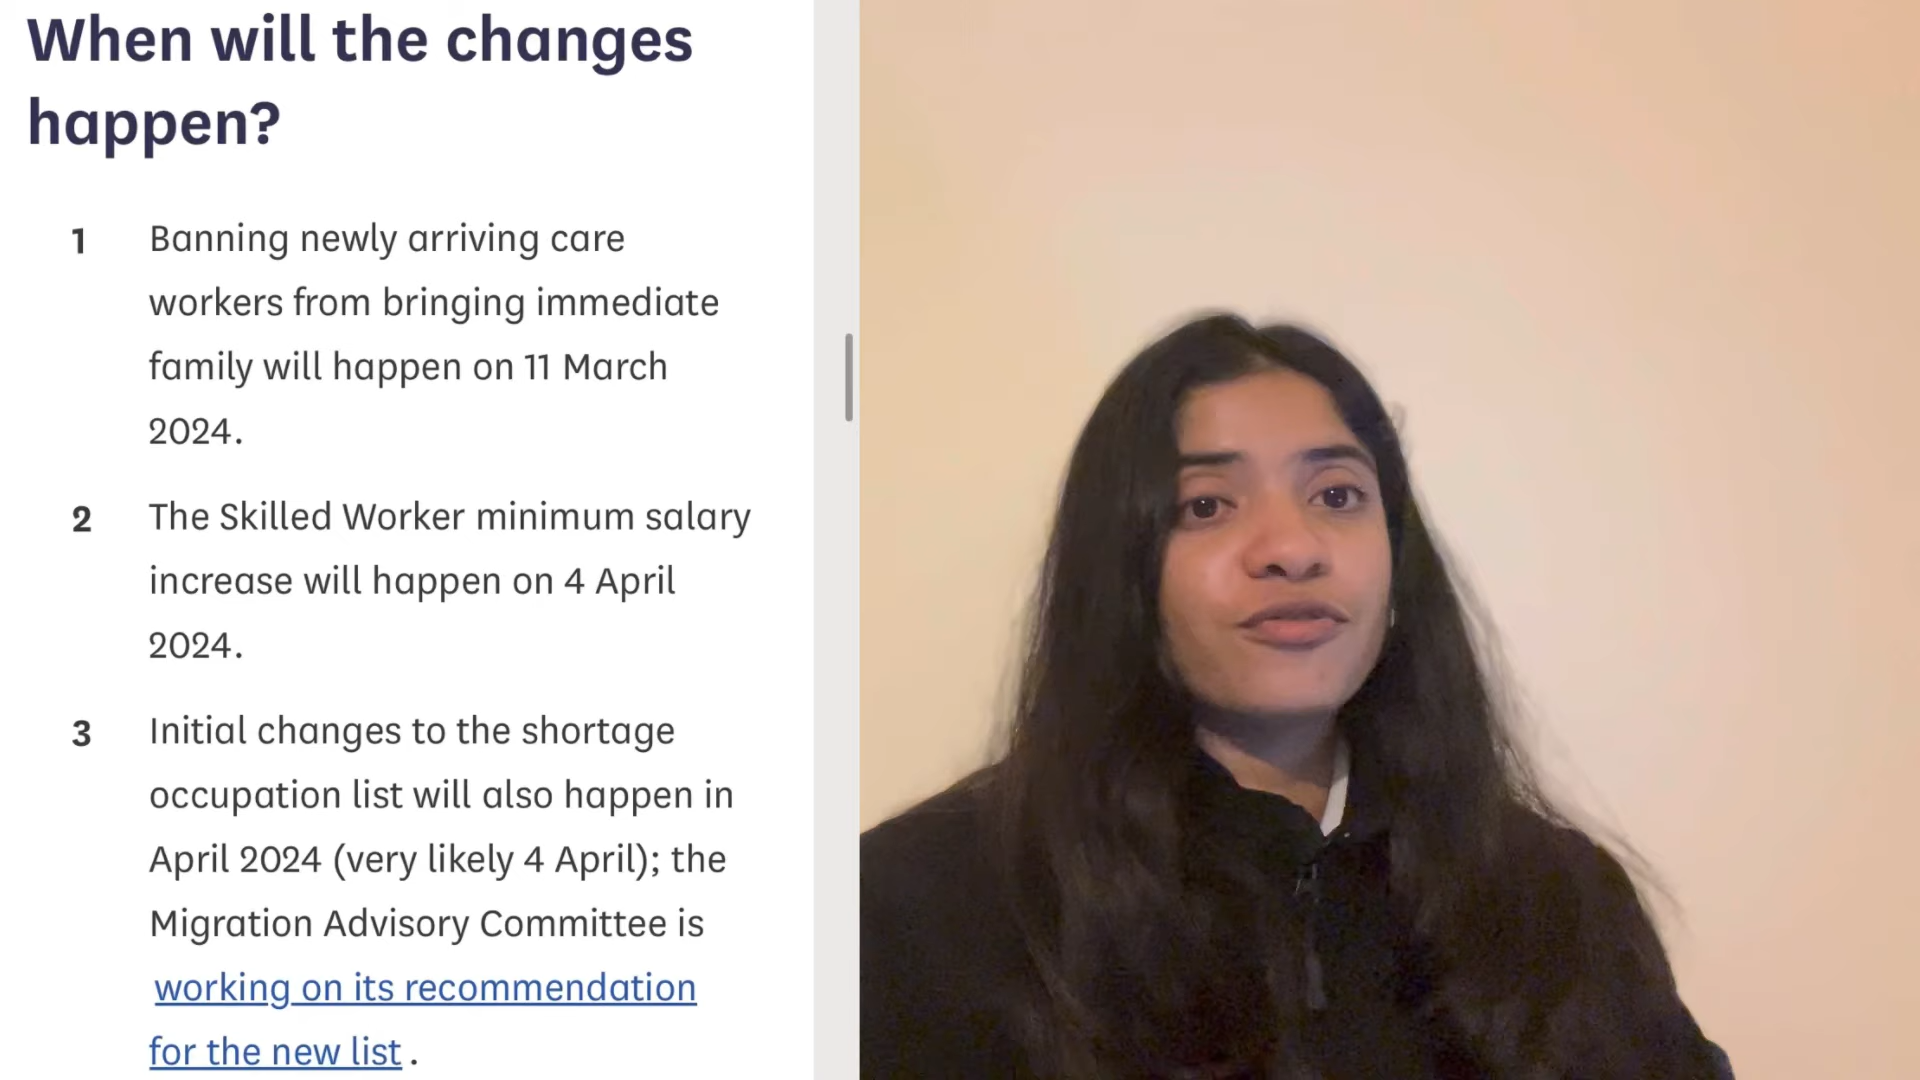 When will the changes
happen?
1 Banning newly arriving care
workers from bringing immediate
family will happen on 11 March
2024.
2 The Skilled Worker minimum salary
increase will happen on 4 April
2024.
3 Initial changes to the shortage
occupation list will also happen in
April 2024 (very likely 4 April); the
Migration Advisory Committee is
working on its recommendation
for the new list .